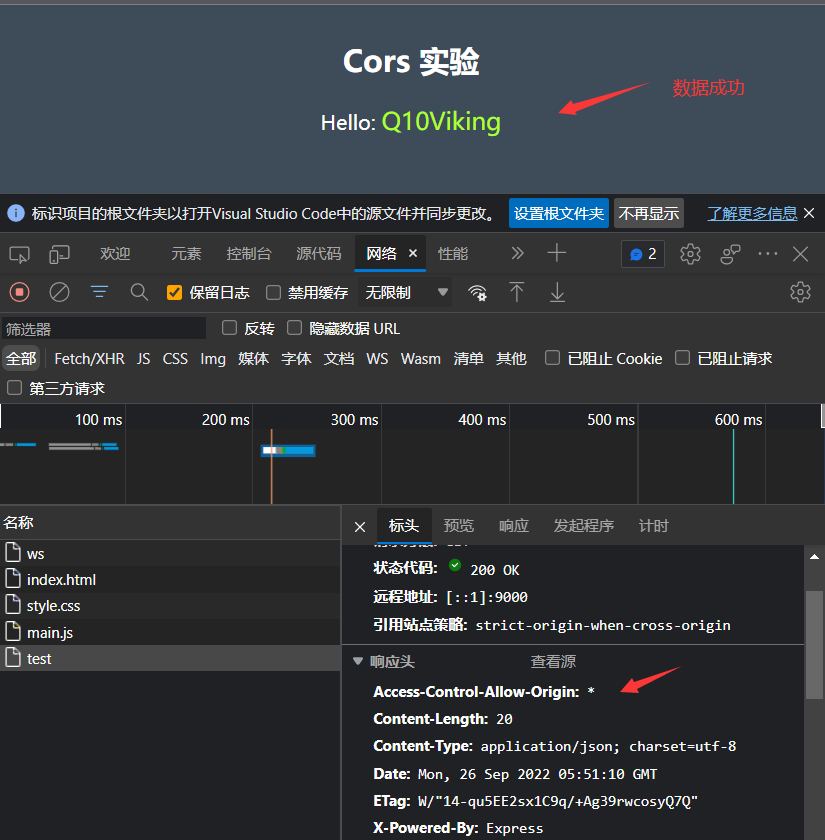 Cors 实验
数据成功
Hello: Q10Viking
标识项目的根文件夹以打开Visual Studio Code中的源文件并同步更改。 设置根文件夹 不再显示 了解更多信息
欢迎 元素 控制台 源代码 网络 性能 2
保留日志 禁用缓存 无限制
筛选器 反转 隐藏数据 URL
全部 Fetch/XHR JS CSS Img 媒体 字体 文档 WS Wasm 清单 其他 已阻止 Cookie 已阻止请求
第三方请求
100 ms 200 ms 300 ms 400 ms 500 ms 600 ms
名称
ws
index.html
style.css
main.js
test
标头 预览 响应 发起程序 计时
状态代码: 200 OK
远程地址: [::1]:9000
引用站点策略: strict-origin-when-cross-origin
响应头 查看源
Access-Control-Allow-Origin: *
Content-Length: 20
Content-Type: application/json; charset=utf-8
Date: Mon, 26 Sep 2022 05:51:10 GMT
ETag: W/"14-qu5EE2sx1C9q/+Ag39rwcosyQ7Q"
X-Powered-By: Express